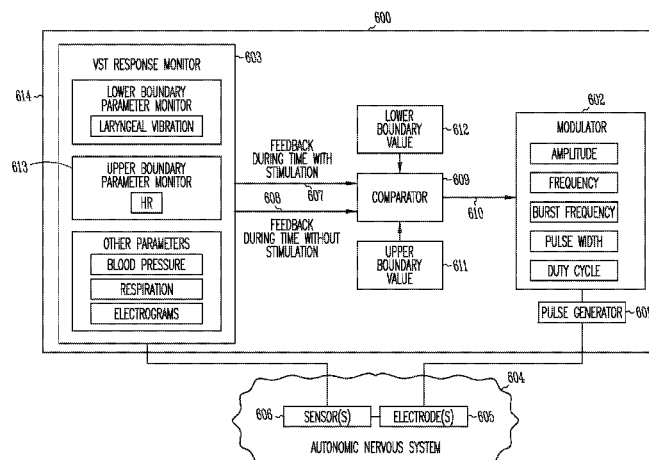 600
603
VST RESPONSE MONITOR
614
LOWER BOUNDARY
PARAMETER MONITOR
LARYNGEAL VIBRATION
613
UPPER BOUNDARY
PARAMETER MONITOR
HR
OTHER PARAMETERS
BLOOD PRESSURE
RESPIRATION
ELECTROGRAMS
FEEDBACK
DURING TIME WITH
STIMULATION
607
608
FEEDBACK
DURING TIME WITHOUT
STIMULATION
LOWER
BOUNDARY
VALUE
612
609
COMPARATOR
610
UPPER
BOUNDARY
VALUE
611
602
MODULATOR
AMPLITUDE
FREQUENCY
BURST FREQUENCY
PULSE WIDTH
DUTY CYCLE
PULSE GENERATOR
604
606
SENSOR(S)
ELECTRODE(S)
605
AUTONOMIC NERVOUS SYSTEM